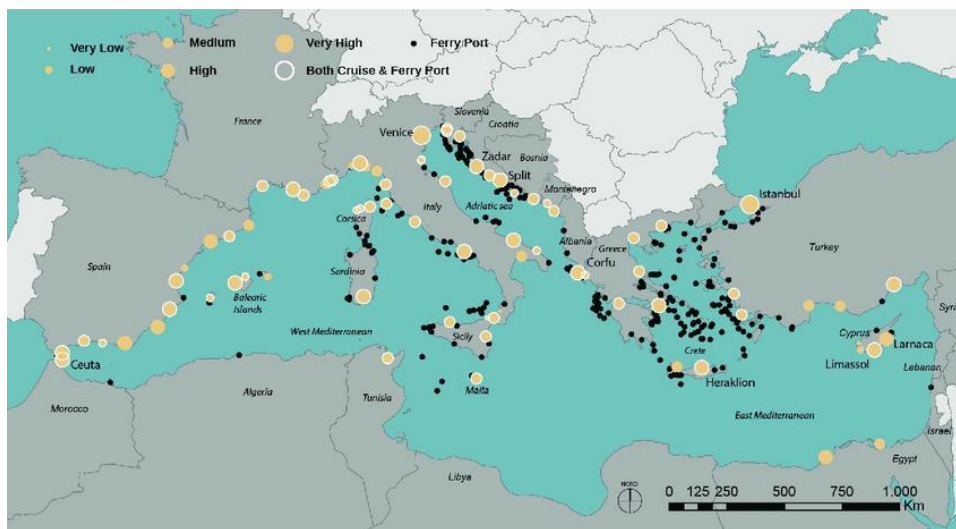 Very Low
Medium
Very High
Ferry/Port
Low
High
Both Cruise & Ferry Port
France
Slovenia
Croatia
Venice
Bosnia
Zadar
Split
Montenegro
Istanbul
Italy
Adriatic sea
Corsica
Albania
Greece
Turkey
Spain
Corfu
Sardinia
Balearic
Islands
West Mediterranean
Sicily
Cyprus
Larnaca
Crete
Limassol
Ceuta
Lebanan
Heraklion
Malta
Algeria
Tunisia
Morocco
East Mediterranean
Israel
Egypt
Libya
NORD
0 125 250 500 750 1.000
Km